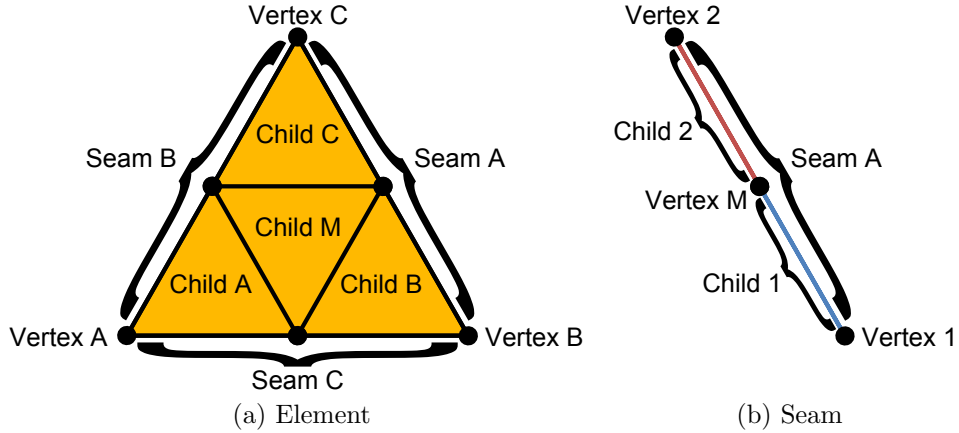 Vertex C
Child C
Seam B
Seam A
Child M
Child A
Child B
Vertex A
Vertex B
Seam C
(a) Element
Vertex 2
Child 2
Seam A
Vertex M
Child 1
Vertex 1
(b) Seam